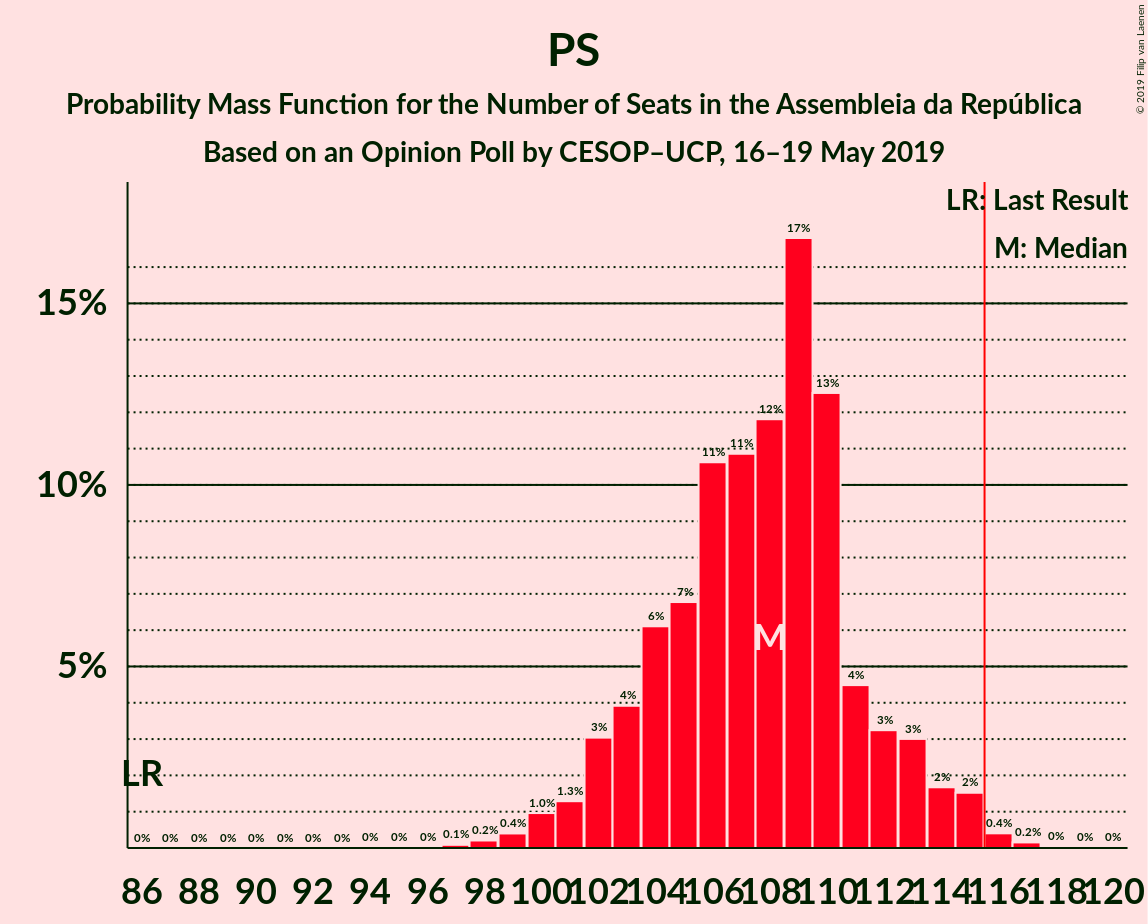 PS
Probability Mass Function for the Number of Seats in the Assembleia da República
Based on an Opinion Poll by CESOP–UCP, 16–19 May 2019
© 2019 Filip van Laenen
LR: Last Result
M: Median
15%
10%
5%
LR
M
0% 0% 0% 0% 0% 0% 0% 0% 0% 0% 0% 0.1% 0.2% 0.4% 1.0% 1.3% 3% 4% 6% 7% 11% 11% 12% 17% 13% 4% 3% 3% 2% 2% 0.4% 0.2% 0% 0% 0%
86 88 90 92 94 96 98 100 102 104 106 108 110 112 114 116 118 120